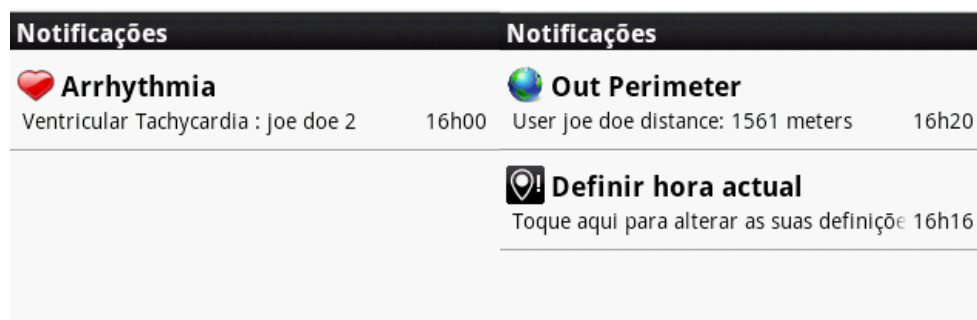 Notificações
Arrhythmia
Ventricular Tachycardia : joe doe 2 16h00
Notificações
Out Perimeter
User joe doe distance: 1561 meters 16h20
Definir hora actual
Toque aqui para alterar as suas definiçõe 16h16